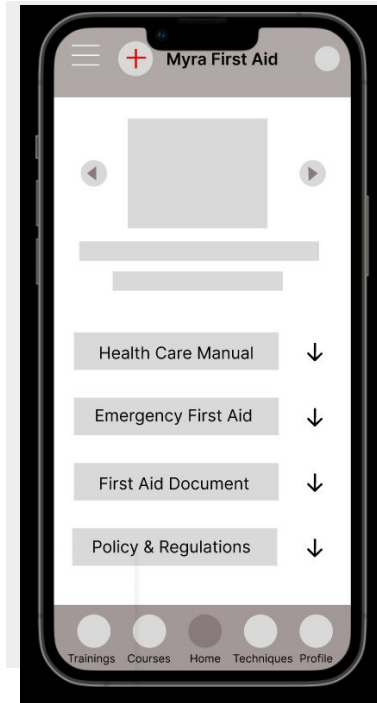 Myra First Aid
Health Care Manual
Emergency First Aid
First Aid Document
Policy & Regulations
Trainings Courses Home Techniques Profile